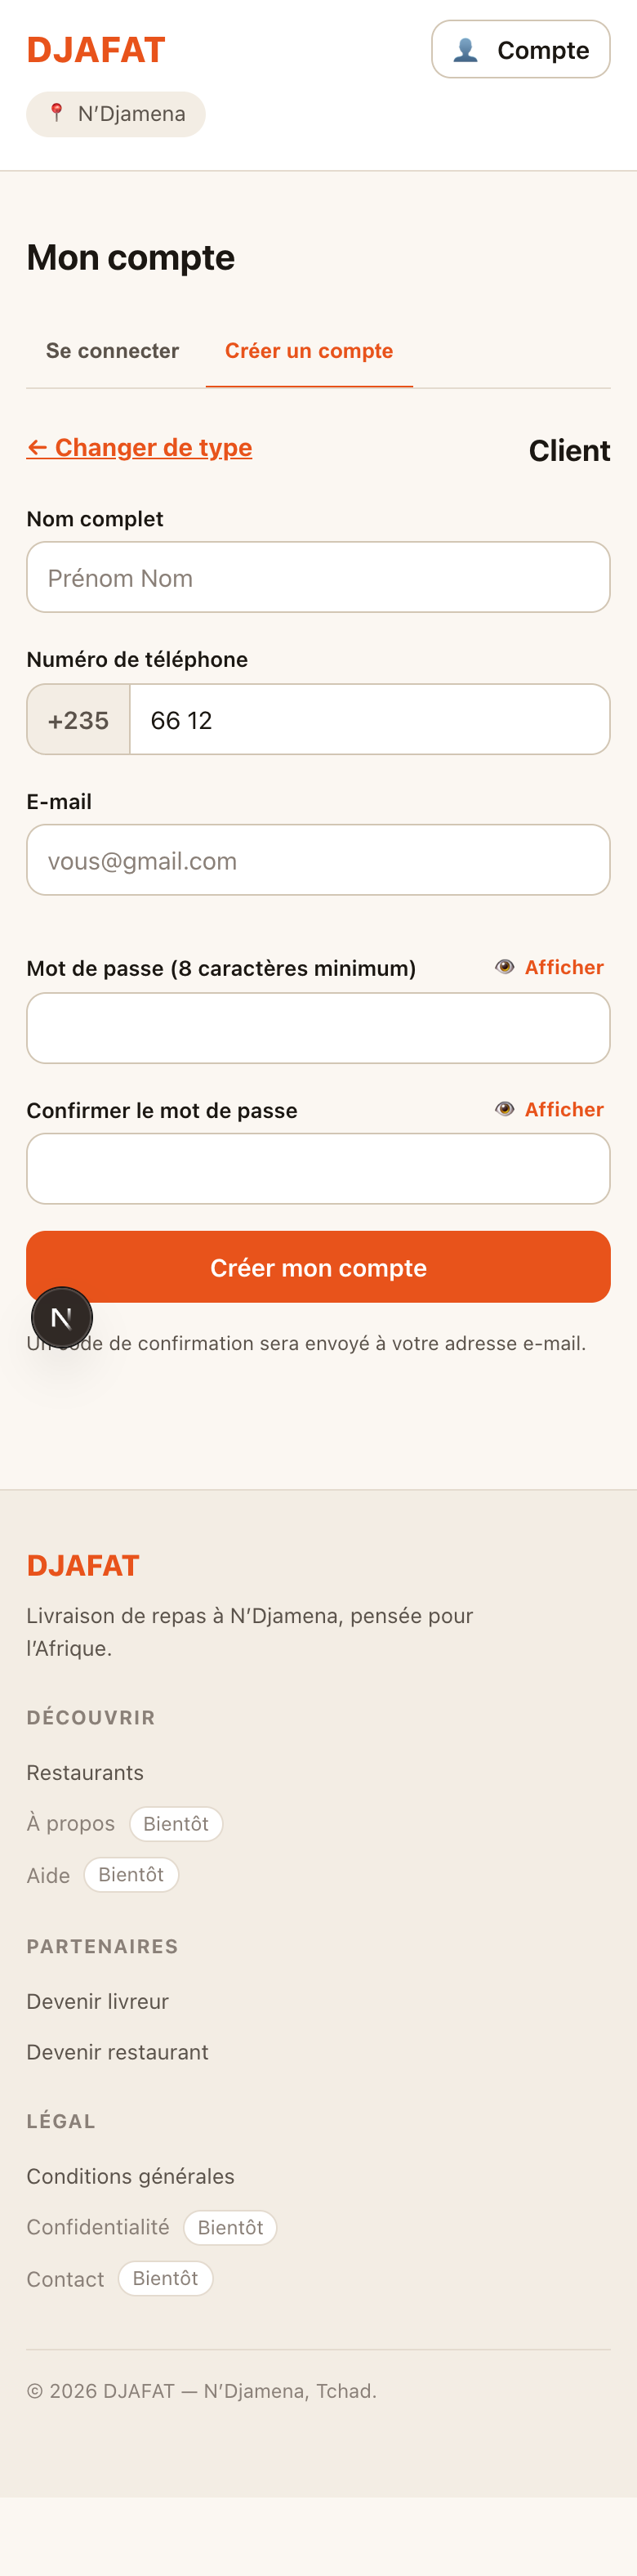 DJAFAT
Compte
N’Djamena
Mon compte
Se connecter
Créer un compte
← Changer de type
Client
Nom complet
Prénom Nom
Numéro de téléphone
+235
66 12
E-mail
vous@gmail.com
Mot de passe (8 caractères minimum)
Afficher
Confirmer le mot de passe
Afficher
Créer mon compte
N
Un code de confirmation sera envoyé à votre adresse e-mail.
DJAFAT
Livraison de repas à N’Djamena, pensée pour
l’Afrique.
DÉCOUVRIR
Restaurants
À propos Bientôt
Aide Bientôt
PARTENAIRES
Devenir livreur
Devenir restaurant
LÉGAL
Conditions générales
Confidentialité Bientôt
Contact Bientôt
© 2026 DJAFAT — N’Djamena, Tchad.